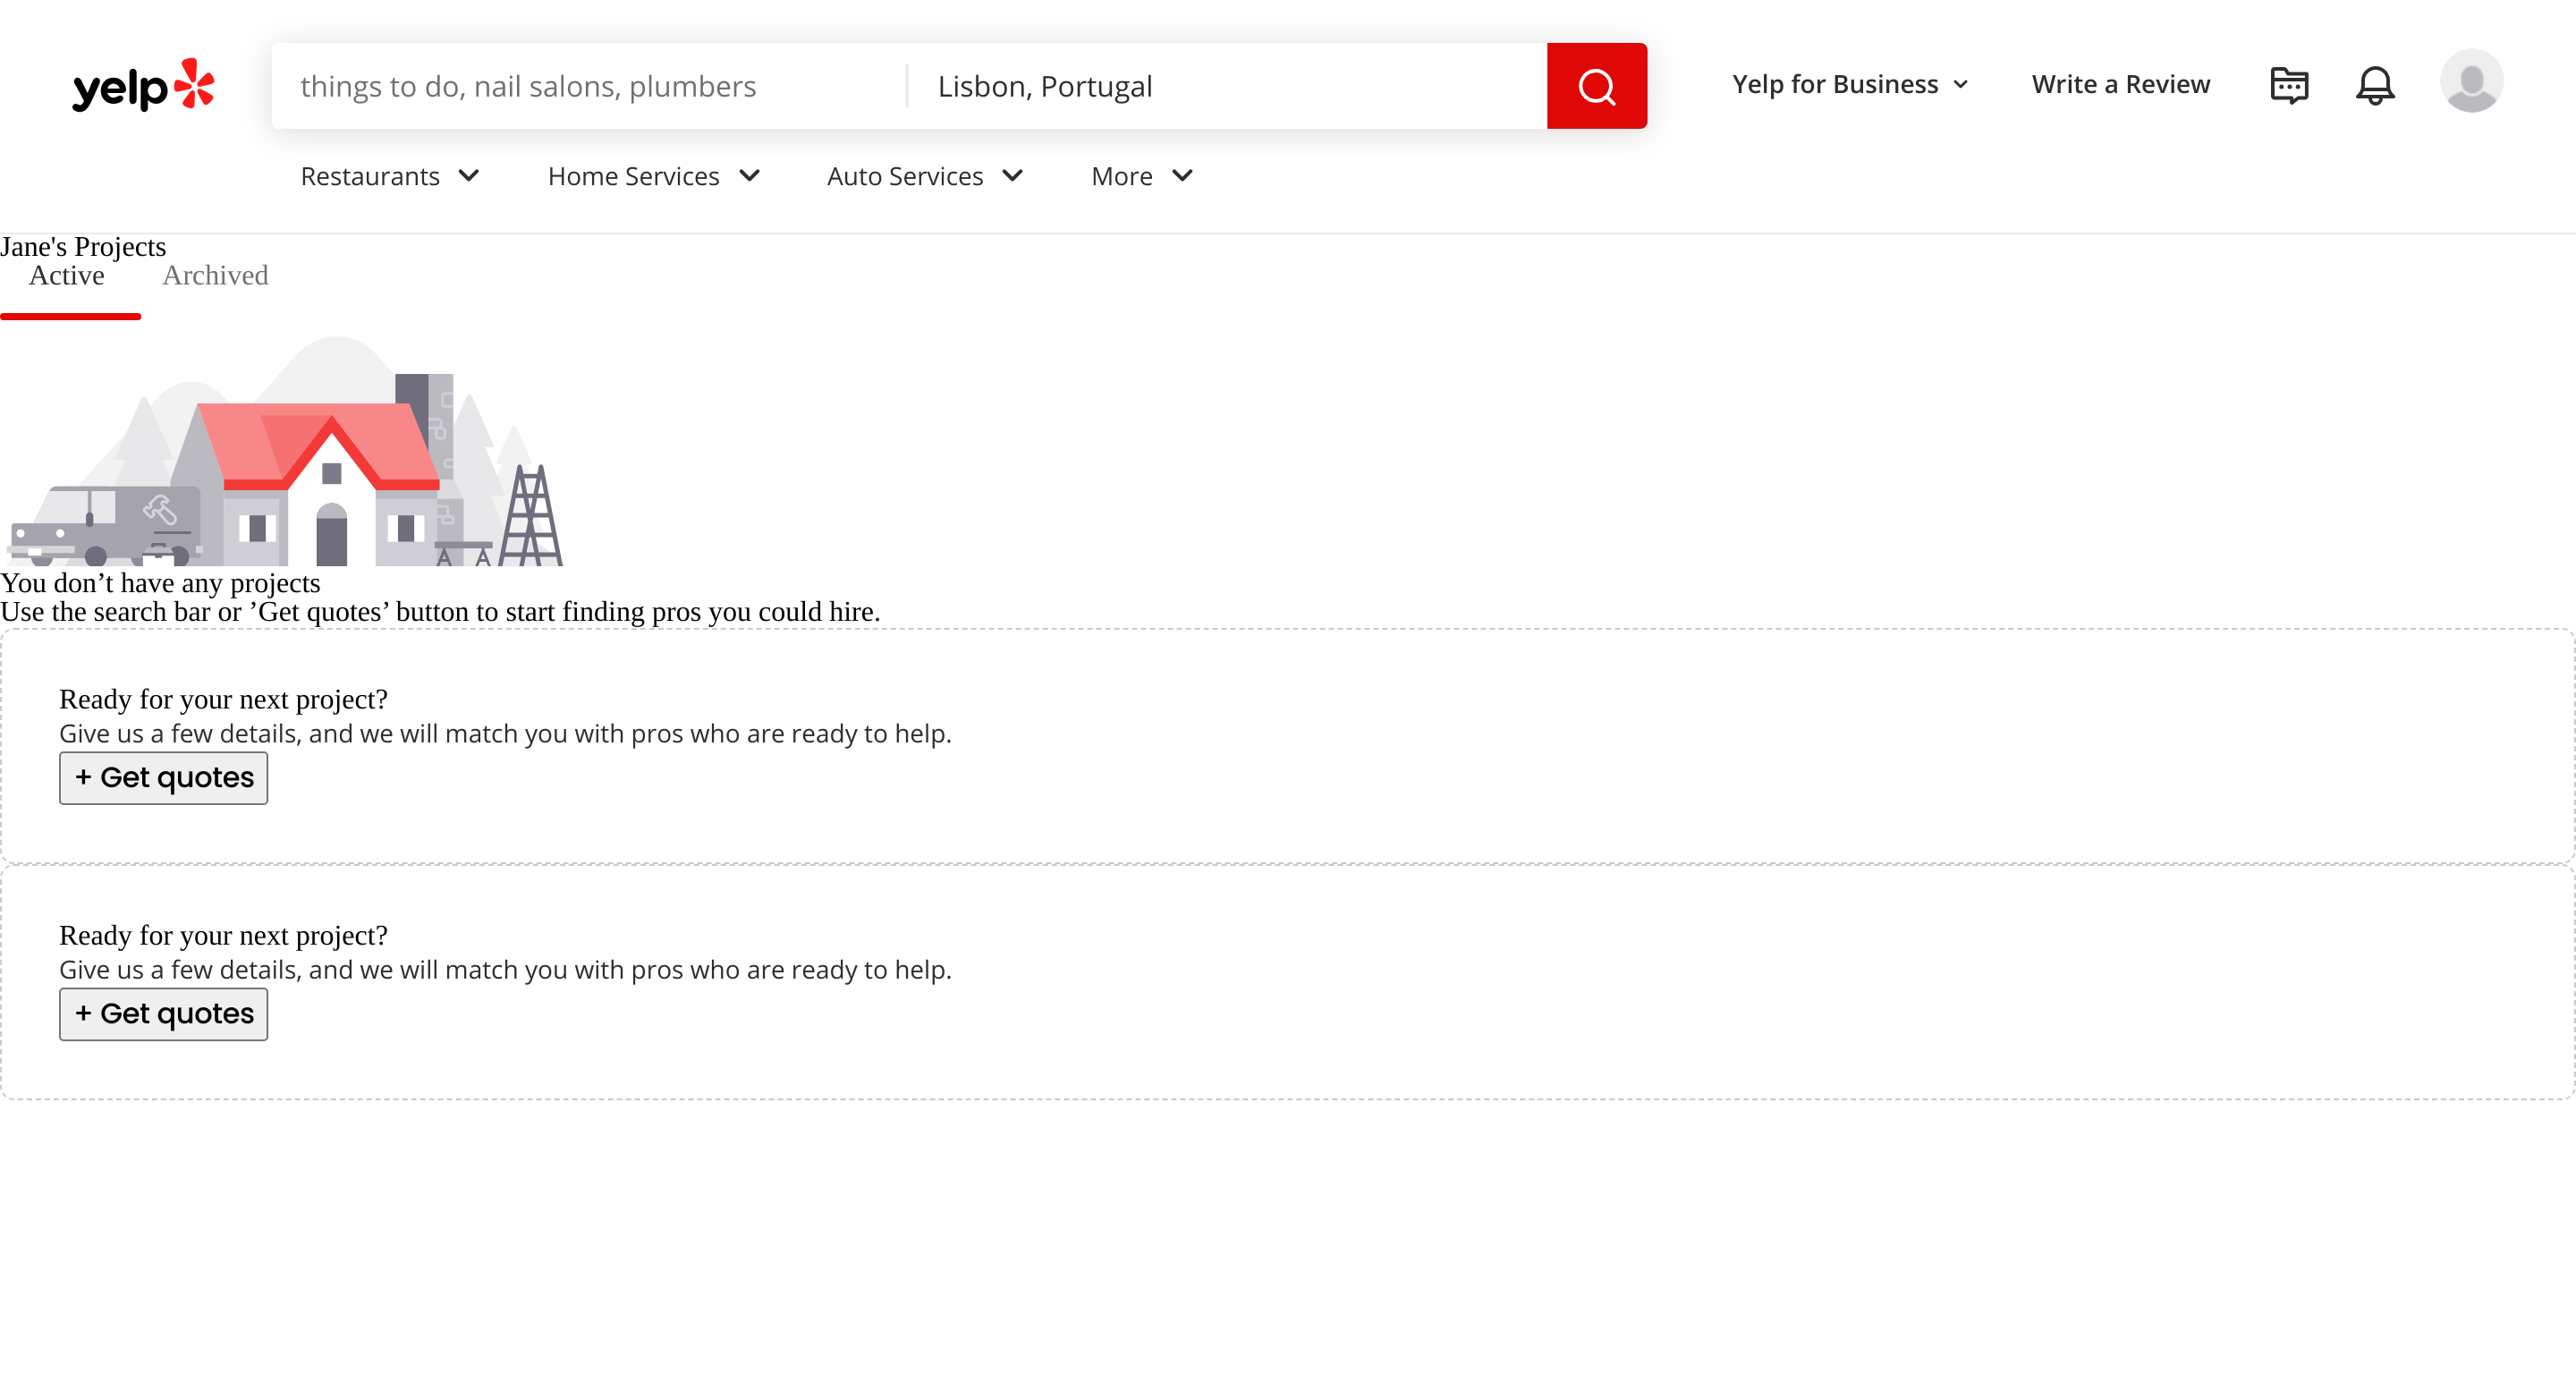 yelp
things to do, nail salons, plumbers
Lisbon, Portugal
Yelp for Business
Write a Review
Restaurants
Home Services
Auto Services
More
Jane's Projects
Active
Archived
You don’t have any projects
Use the search bar or ’Get quotes’ button to start finding pros you could hire.
Ready for your next project?
Give us a few details, and we will match you with pros who are ready to help.
+ Get quotes
Ready for your next project?
Give us a few details, and we will match you with pros who are ready to help.
+ Get quotes